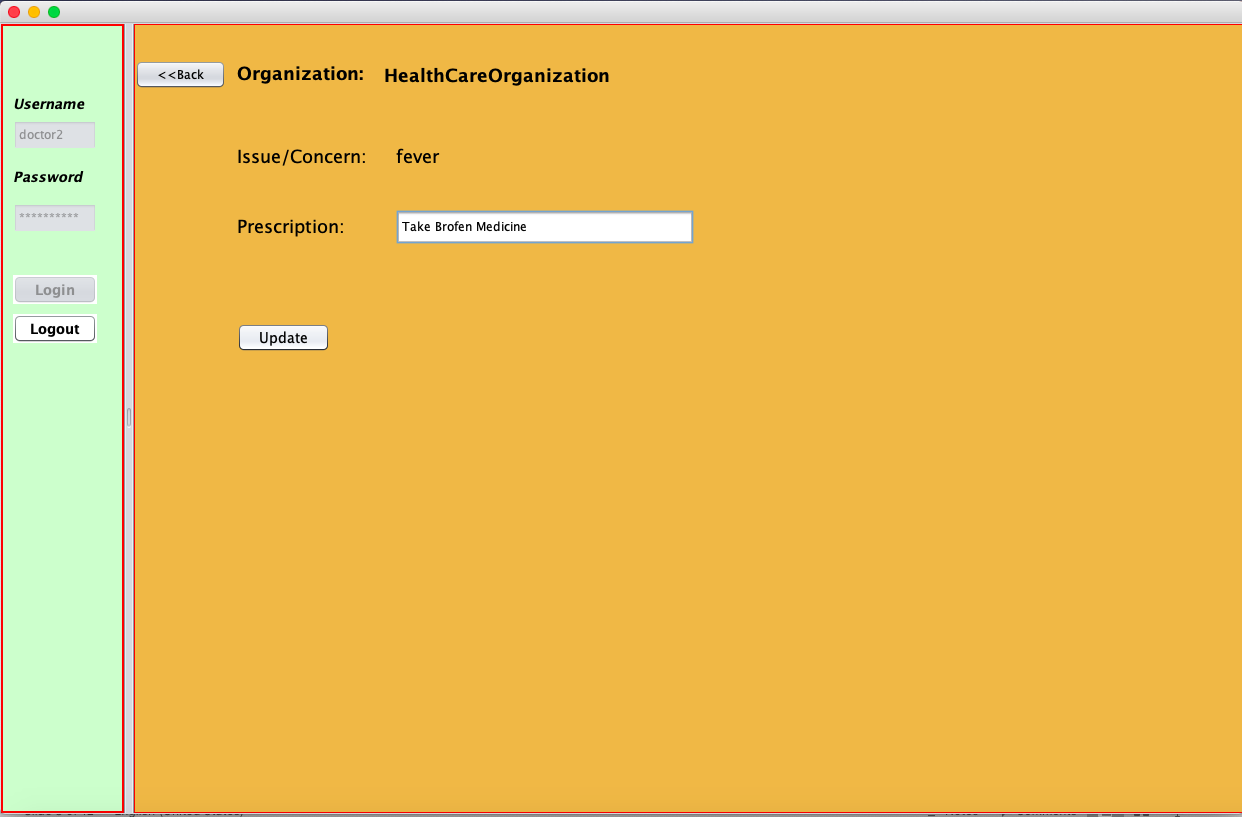 Username
doctor2
Password
**********
Login
Logout
<<Back
Organization: HealthCareOrganization
Issue/Concern: fever
Prescription: Take Brofen Medicine
Update